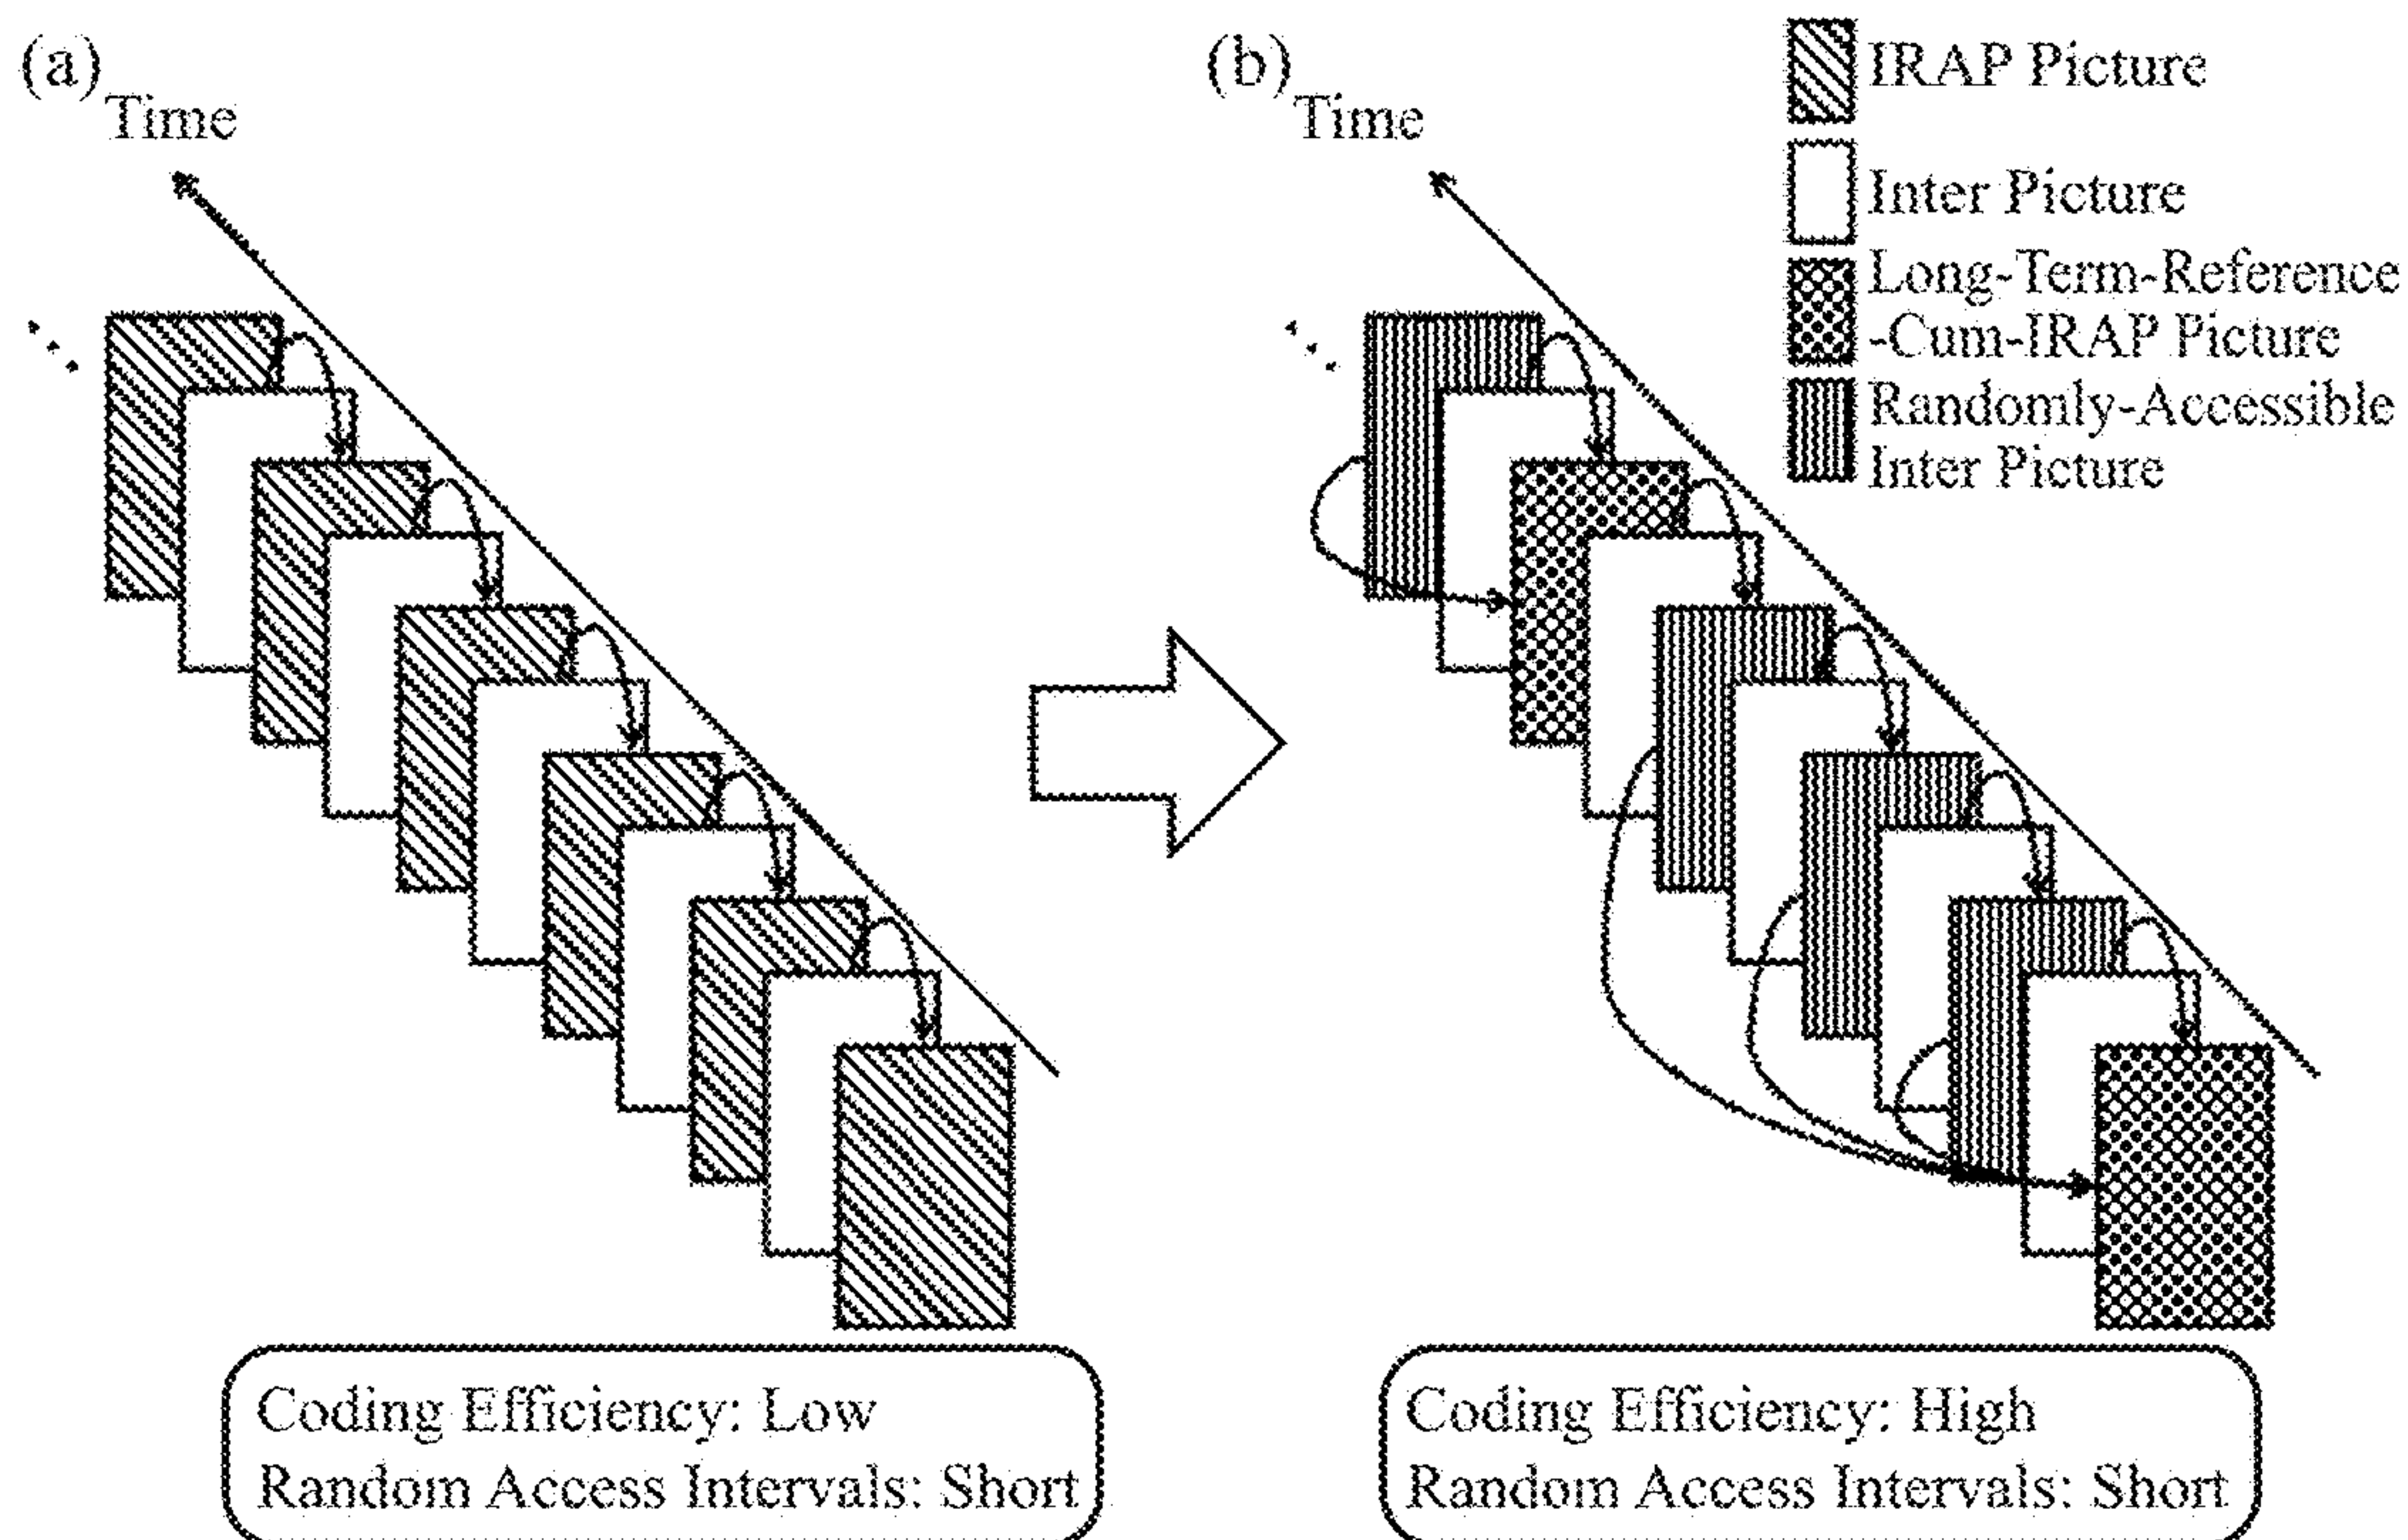 (a)
Time
(b)
Time
IRAP Picture
Inter Picture
Long-Term-Reference
-Cum-IRAP Picture
Randomly-Accessible
Inter Picture
Coding Efficiency: Low
Random Access Intervals: Short
Coding Efficiency: High
Random Access Intervals: Short